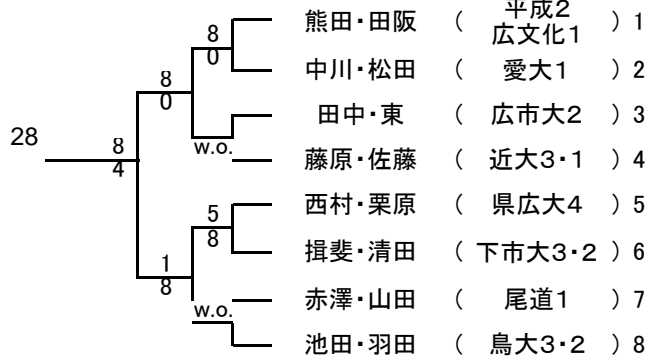 8
0
熊田・田阪 ( 平成2 広文化1 ) 1
中川・松田 ( 愛大1 ) 2
8
0
田中・東 ( 広市大2 ) 3
w.o.
藤原・佐藤 ( 近大3・1 ) 4
28
8
4
西村・栗原 ( 県広大4 ) 5
5
8
揖斐・清田 ( 下市大3・2 ) 6
1
8
赤澤・山田 ( 尾道1 ) 7
w.o.
池田・羽田 ( 鳥大3・2 ) 8